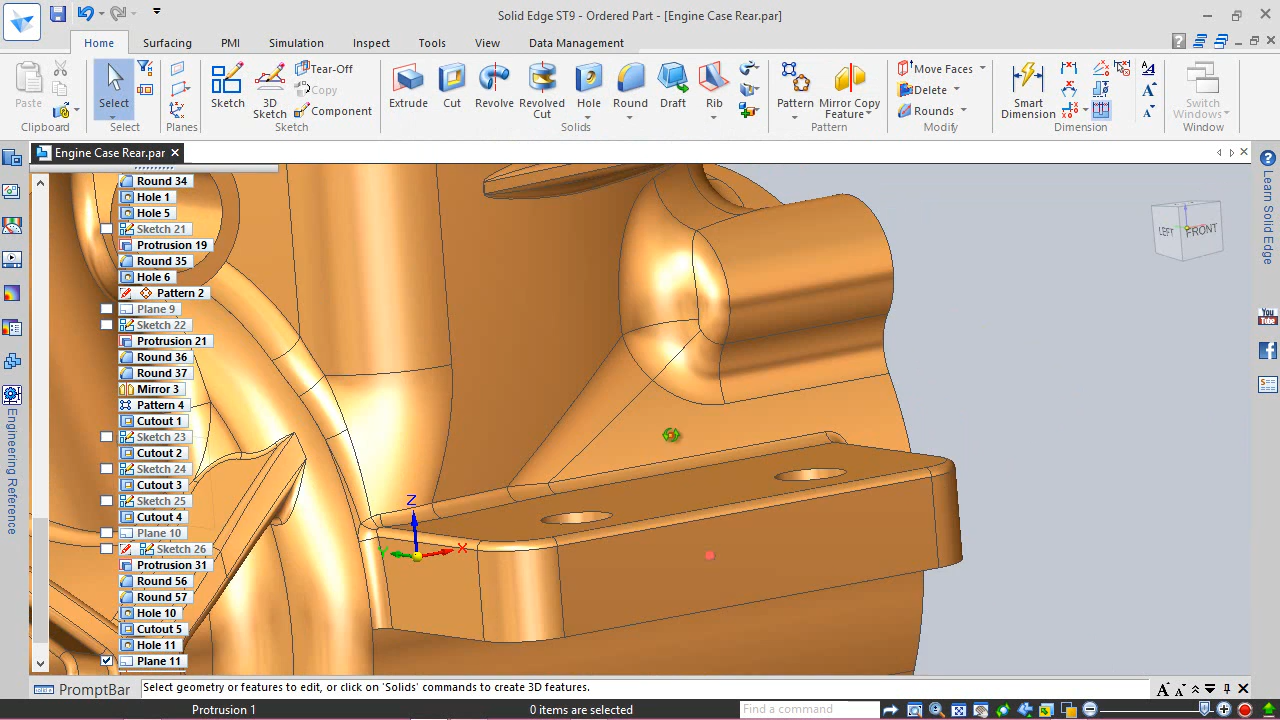 Solid Edge ST9 - Ordered Part - [Engine Case Rear.par]
Home Surfacing PMI Simulation Inspect Tools View Data Management
Paste
Clipboard
Select
Select
Planes
Sketch
3D Sketch
Tear-Off
Copy
Component
Sketch
Extrude
Cut
Revolve
Revolved Cut
Hole
Round
Draft
Rib
Solids
Pattern
Mirror Copy Feature
Pattern
Move Faces
Delete
Rounds
Modify
Smart Dimension
Dimension
Switch Windows
Window
Engine Case Rear.par
Round 34
Hole 1
Hole 5
Sketch 21
Protrusion 19
Round 35
Hole 6
Pattern 2
Plane 9
Sketch 22
Protrusion 21
Round 36
Round 37
Mirror 3
Pattern 4
Cutout 1
Sketch 23
Cutout 2
Sketch 24
Cutout 3
Sketch 25
Cutout 4
Plane 10
Sketch 26
Protrusion 31
Round 56
Round 57
Hole 10
Cutout 5
Hole 11
Plane 11
Engineering Reference
Z
Y
X
LEFT FRONT
Learn Solid Edge
You Tube
PromptBar
Select geometry or features to edit, or click on 'Solids' commands to create 3D features.
Protrusion 1
0 items are selected
Find a command